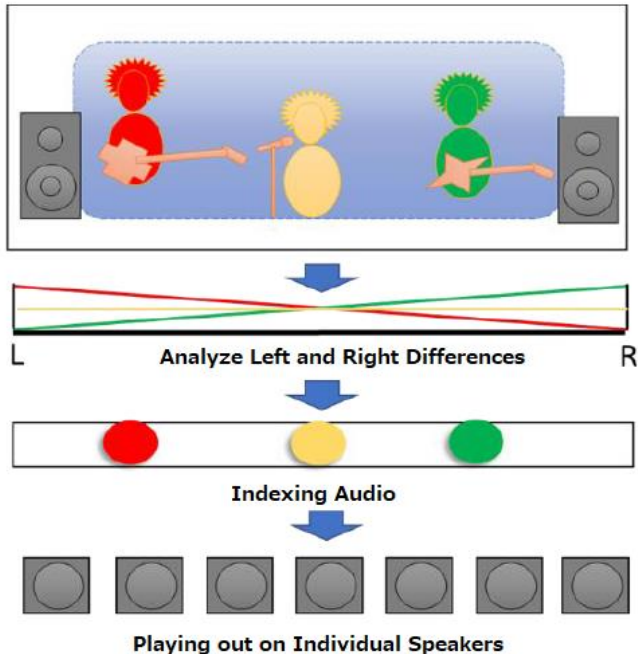 L
R
Analyze Left and Right Differences
Indexing Audio
Playing out on Individual Speakers